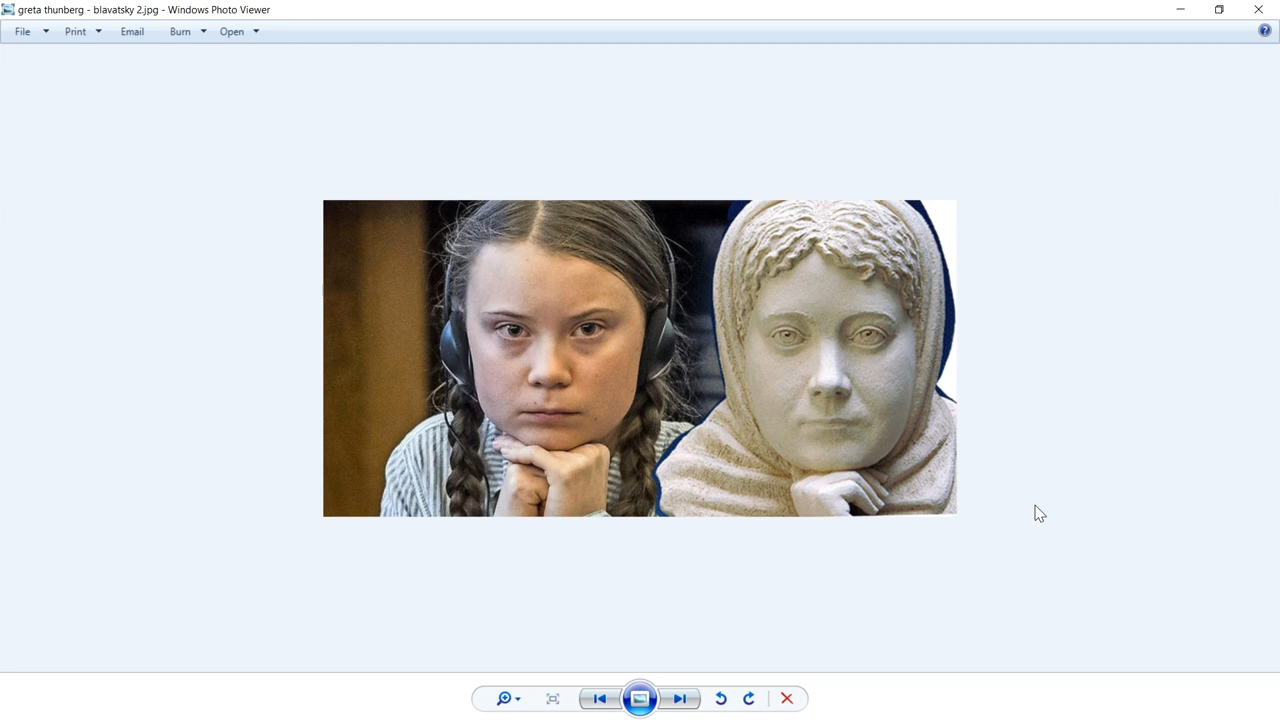 greta thunberg - blavatsky 2.jpg - Windows Photo Viewer
File Print Email Burn Open